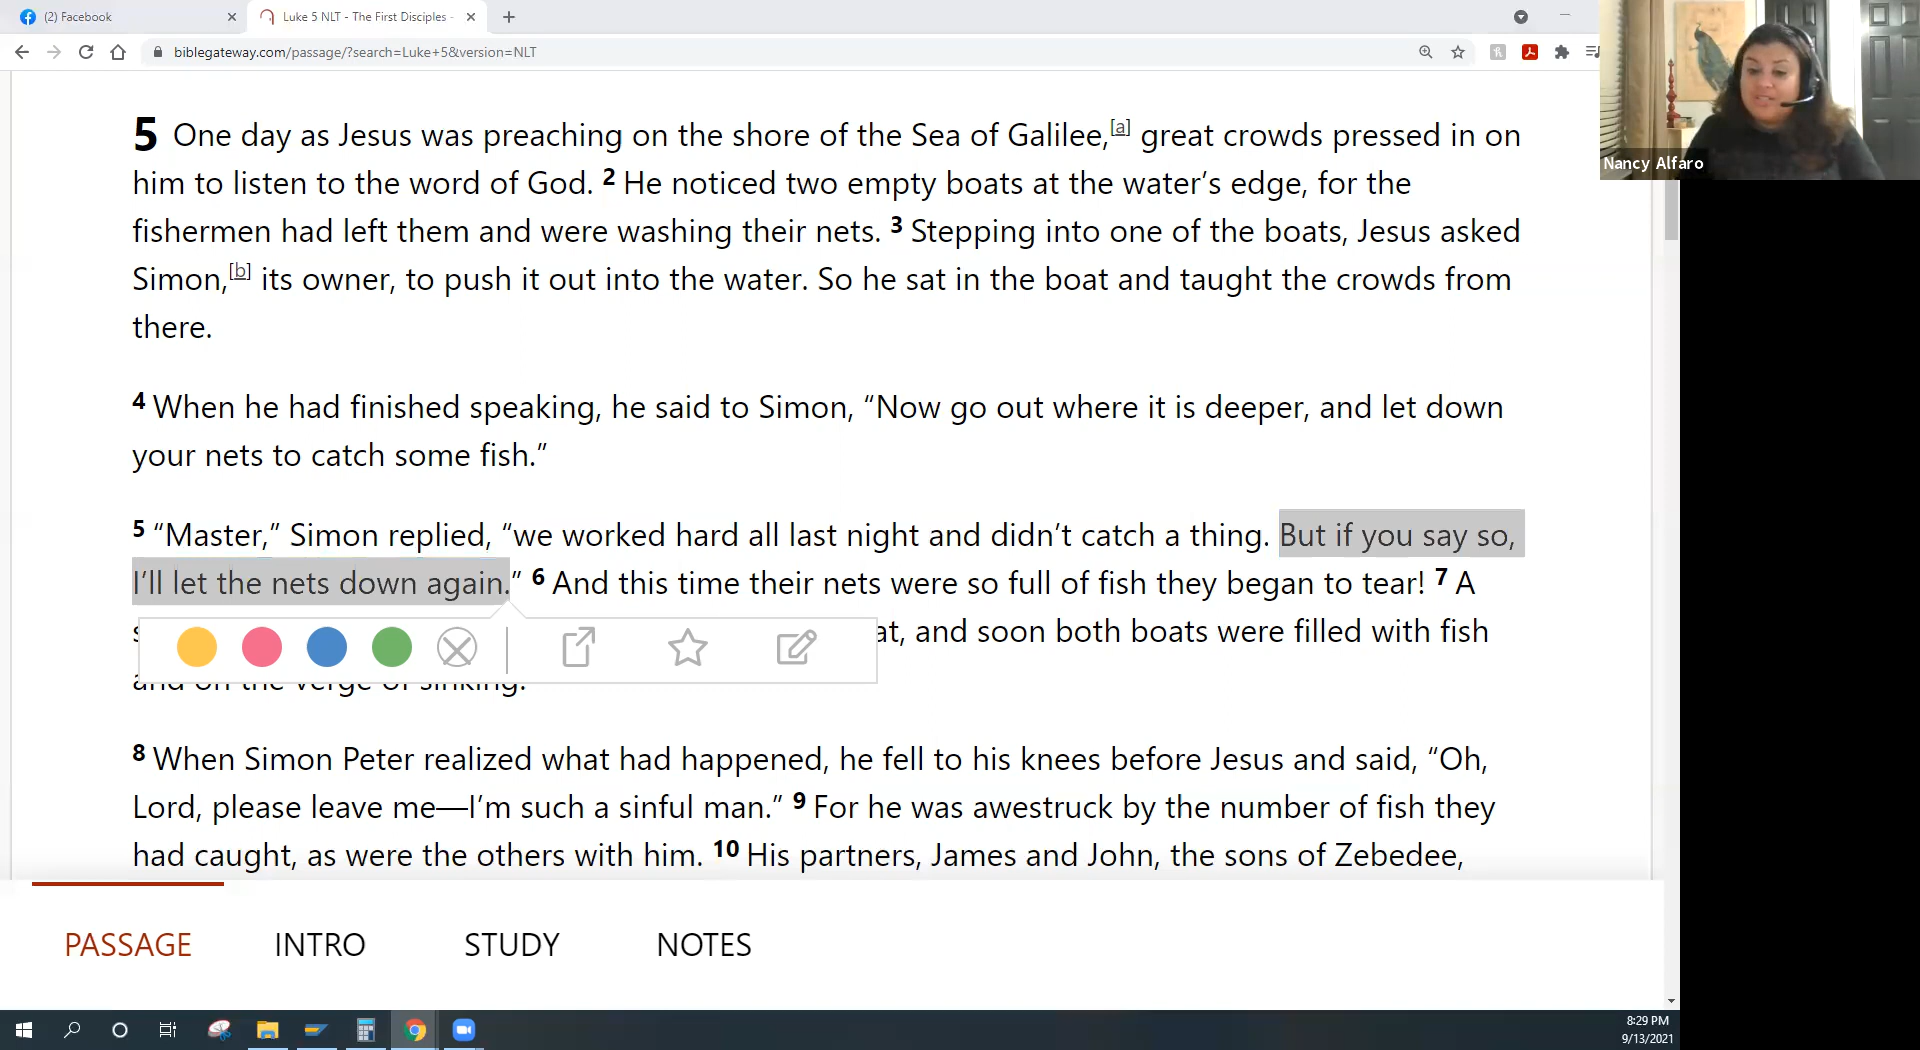 (2) Facebook
Luke 5 NLT - The First Disciples -
biblegateway.com/passage/?search=Luke+5&version=NLT
Nancy Alfaro
5 One day as Jesus was preaching on the shore of the Sea of Galilee,[a] great crowds pressed in on
him to listen to the word of God. 2 He noticed two empty boats at the water’s edge, for the
fishermen had left them and were washing their nets. 3 Stepping into one of the boats, Jesus asked
Simon,[b] its owner, to push it out into the water. So he sat in the boat and taught the crowds from
there.
4 When he had finished speaking, he said to Simon, “Now go out where it is deeper, and let down
your nets to catch some fish.”
5 “Master,” Simon replied, “we worked hard all last night and didn’t catch a thing. But if you say so,
I’ll let the nets down again.” 6 And this time their nets were so full of fish they began to tear! 7 A
at, and soon both boats were filled with fish
and on the verge of sinking.
8 When Simon Peter realized what had happened, he fell to his knees before Jesus and said, “Oh,
Lord, please leave me—I’m such a sinful man.” 9 For he was awestruck by the number of fish they
had caught, as were the others with him. 10 His partners, James and John, the sons of Zebedee,
PASSAGE INTRO STUDY NOTES
8:29 PM
9/13/2021